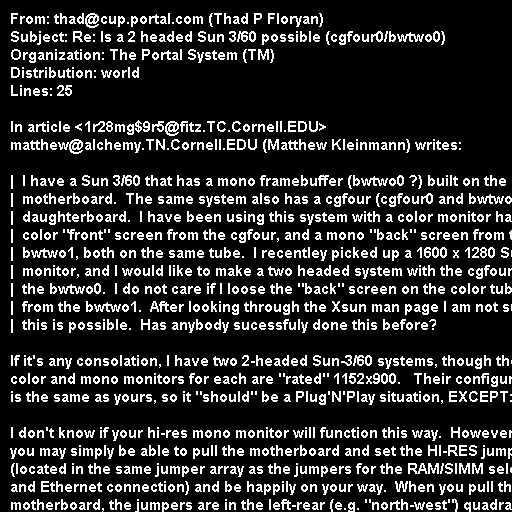 From: thad@cup.portal.com (Thad P Floryan)
Subject: Re: Is a 2 headed Sun 3/60 possible (cgfour0/bwtwo0)
Organization: The Portal System (TM)
Distribution: world
Lines: 25
In article <1r28mg$9r5@fitz.TC.Cornell.EDU>
matthew@alchemy.TN.Cornell.EDU (Matthew Kleinmann) writes:
| I have a Sun 3/60 that has a mono framebuffer (bwtwo0 ?) built on the
| motherboard. The same system also has a cgfour (cgfour0 and bwtwo
| daughterboard. I have been using this system with a color monitor ha
| color "front" screen from the cgfour, and a mono "back" screen from
| bwtwo1, both on the same tube. I recentley picked up a 1600 x 1280
| monitor, and I would like to make a two headed system with the cgfour
| the bwtwo0. I do not care if I loose the "back" screen on the color tub
| from the bwtwo1. After looking through the Xsun man page I am not
| this is possible. Has anybody sucessfuly done this before?
If it's any consolation, I have two 2-headed Sun-3/60 systems, though the
color and mono monitors for each are "rated" 1152x900. Their configur
is the same as yours, so it "should" be a Plug'N'Play situation, EXCEPT:
I don't know if your hi-res mono monitor will function this way. However
you may simply be able to pull the motherboard and set the HI-RES jump
(located in the same jumper array as the jumpers for the RAM/SIMM sele
and Ethernet connection) and be happily on your way. When you pull th
motherboard, the jumpers are in the left-rear (e.g. "north-west") quadra